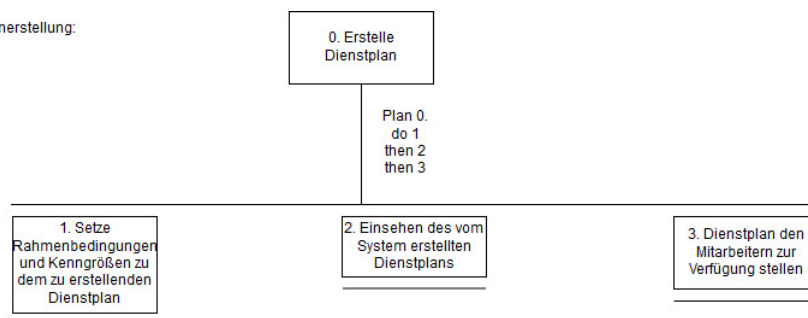 nerstellung:
0. Erstelle
Dienstplan
Plan 0.
do 1
then 2
then 3
1. Setze
Rahmenbedingungen
und Kenngrößen zu
dem zu erstellenden
Dienstplan
2. Einsehen des vom
System erstellten
Dienstplans
3. Dienstplan den
Mitarbeitern zur
Verfügung stellen